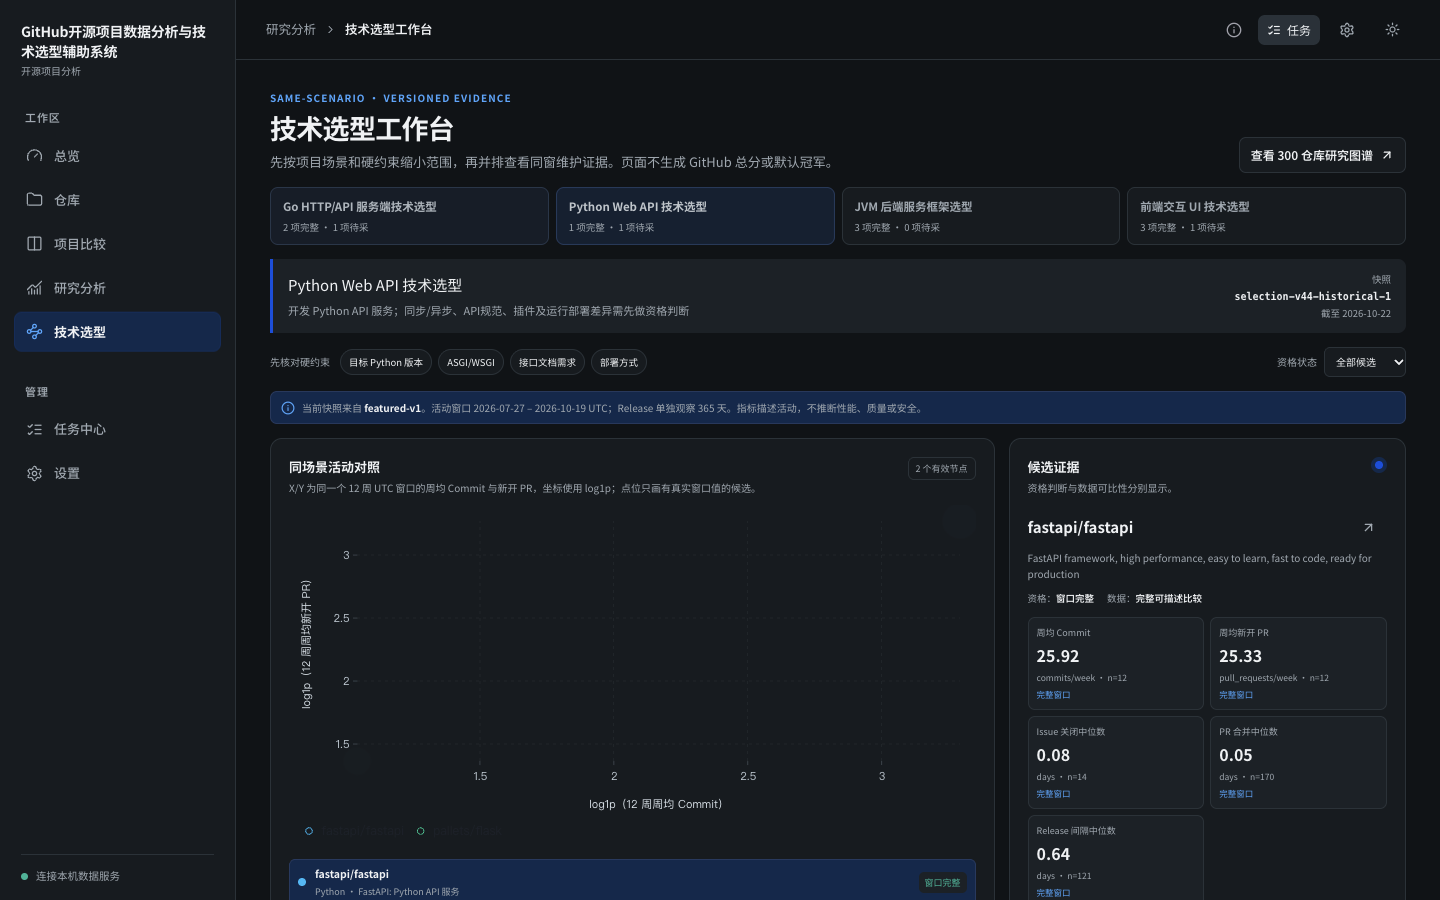 GitHub开源项目数据分析与技
术选型辅助系统
开源项目分析
工作区
总览
仓库
项目比较
研究分析
技术选型
管理
任务中心
设置
连接本机数据服务
研究分析 > 技术选型工作台
任务
SAME-SCENARIO • VERSIONED EVIDENCE
技术选型工作台
先按项目场景和硬约束缩小范围，再并排查看同窗维护证据。页面不生成 GitHub 总分或默认冠军。
查看 300 仓库研究图谱
Go HTTP/API 服务端技术选型
2 项完整 • 1 项待采
Python Web API 技术选型
1 项完整 • 1 项待采
JVM 后端服务框架选型
3 项完整 • 0 项待采
前端交互 UI 技术选型
3 项完整 • 1 项待采
Python Web API 技术选型
开发 Python API 服务；同步/异步、API规范、插件及运行部署差异需先做资格判断
快照
selection-v44-historical-1
截至 2026-10-22
先核对硬约束
目标 Python 版本
ASGI/WSGI
接口文档需求
部署方式
资格状态
全部候选
当前快照来自 featured-v1。活动窗口 2026-07-27 – 2026-10-19 UTC；Release 单独观察 365 天。指标描述活动，不推断性能、质量或安全。
同场景活动对照
2 个有效节点
X/Y 为同一个 12 周 UTC 窗口的周均 Commit 与新开 PR，坐标使用 log1p；点位只画有真实窗口值的候选。
log1p（12 周周均新开 PR）
3
2.5
2
1.5
1.5
2
2.5
3
log1p（12 周周均 Commit）
fastapi/fastapi
Python • FastAPI: Python API 服务
窗口完整
候选证据
资格判断与数据可比性分别显示。
fastapi/fastapi
FastAPI framework, high performance, easy to learn, fast to code, ready for
production
资格： 窗口完整 数据： 完整可描述比较
周均 Commit
25.92
commits/week • n=12
完整窗口
周均新开 PR
25.33
pull_requests/week • n=12
完整窗口
Issue 关闭中位数
0.08
days • n=14
完整窗口
PR 合并中位数
0.05
days • n=170
完整窗口
Release 间隔中位数
0.64
days • n=121
完整窗口